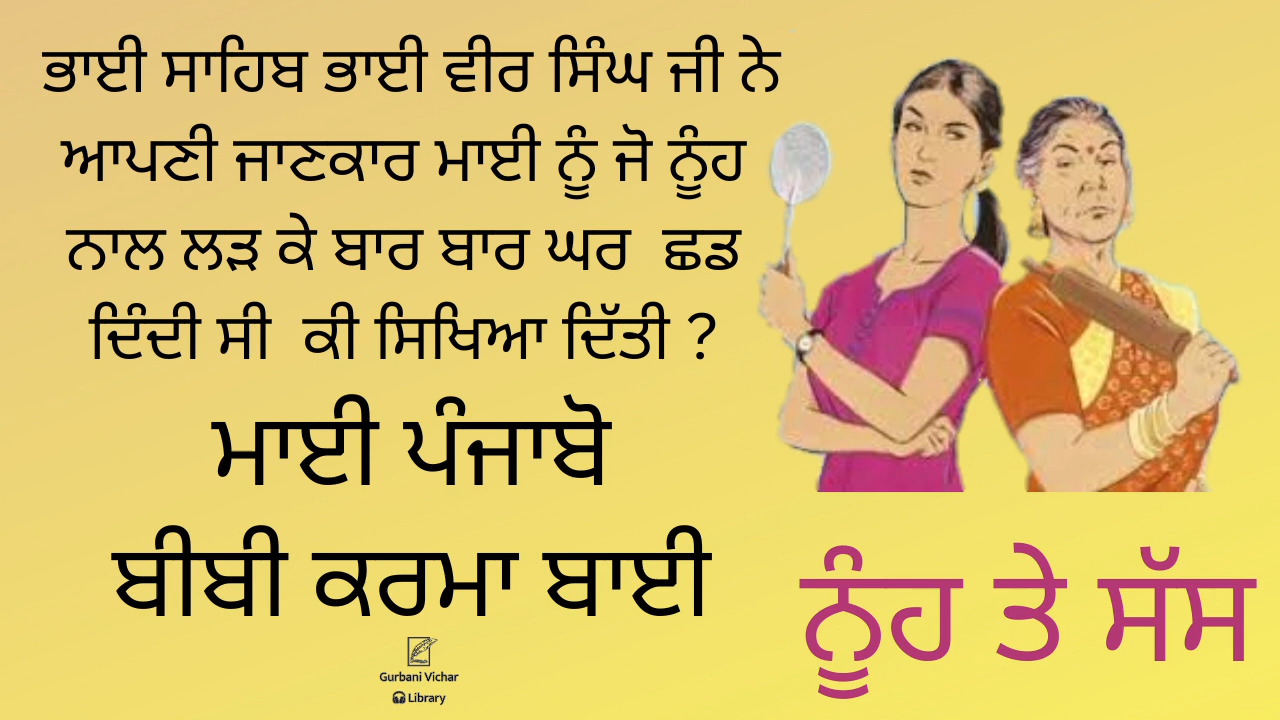 ਭਾਈ ਸਾਹਿਬ ਭਾਈ ਵੀਰ ਸਿੰਘ ਜੀ ਨੇ
ਆਪਣੀ ਜਾਣਕਾਰ ਮਾਈ ਨੂੰ ਜੋ ਨੂੰਹ
ਨਾਲ ਲੜ ਕੇ ਬਾਰ ਬਾਰ ਘਰ ਛਡ
ਦਿੰਦੀ ਸੀ ਕੀ ਸਿਖਿਆ ਦਿੱਤੀ ?
ਮਾਈ ਪੰਜਾਬੋ
ਬੀਬੀ ਕਰਮਾ ਬਾਈ
ਨੂੰਹ ਤੇ ਸੱਸ
Gurbani Vichar
Library